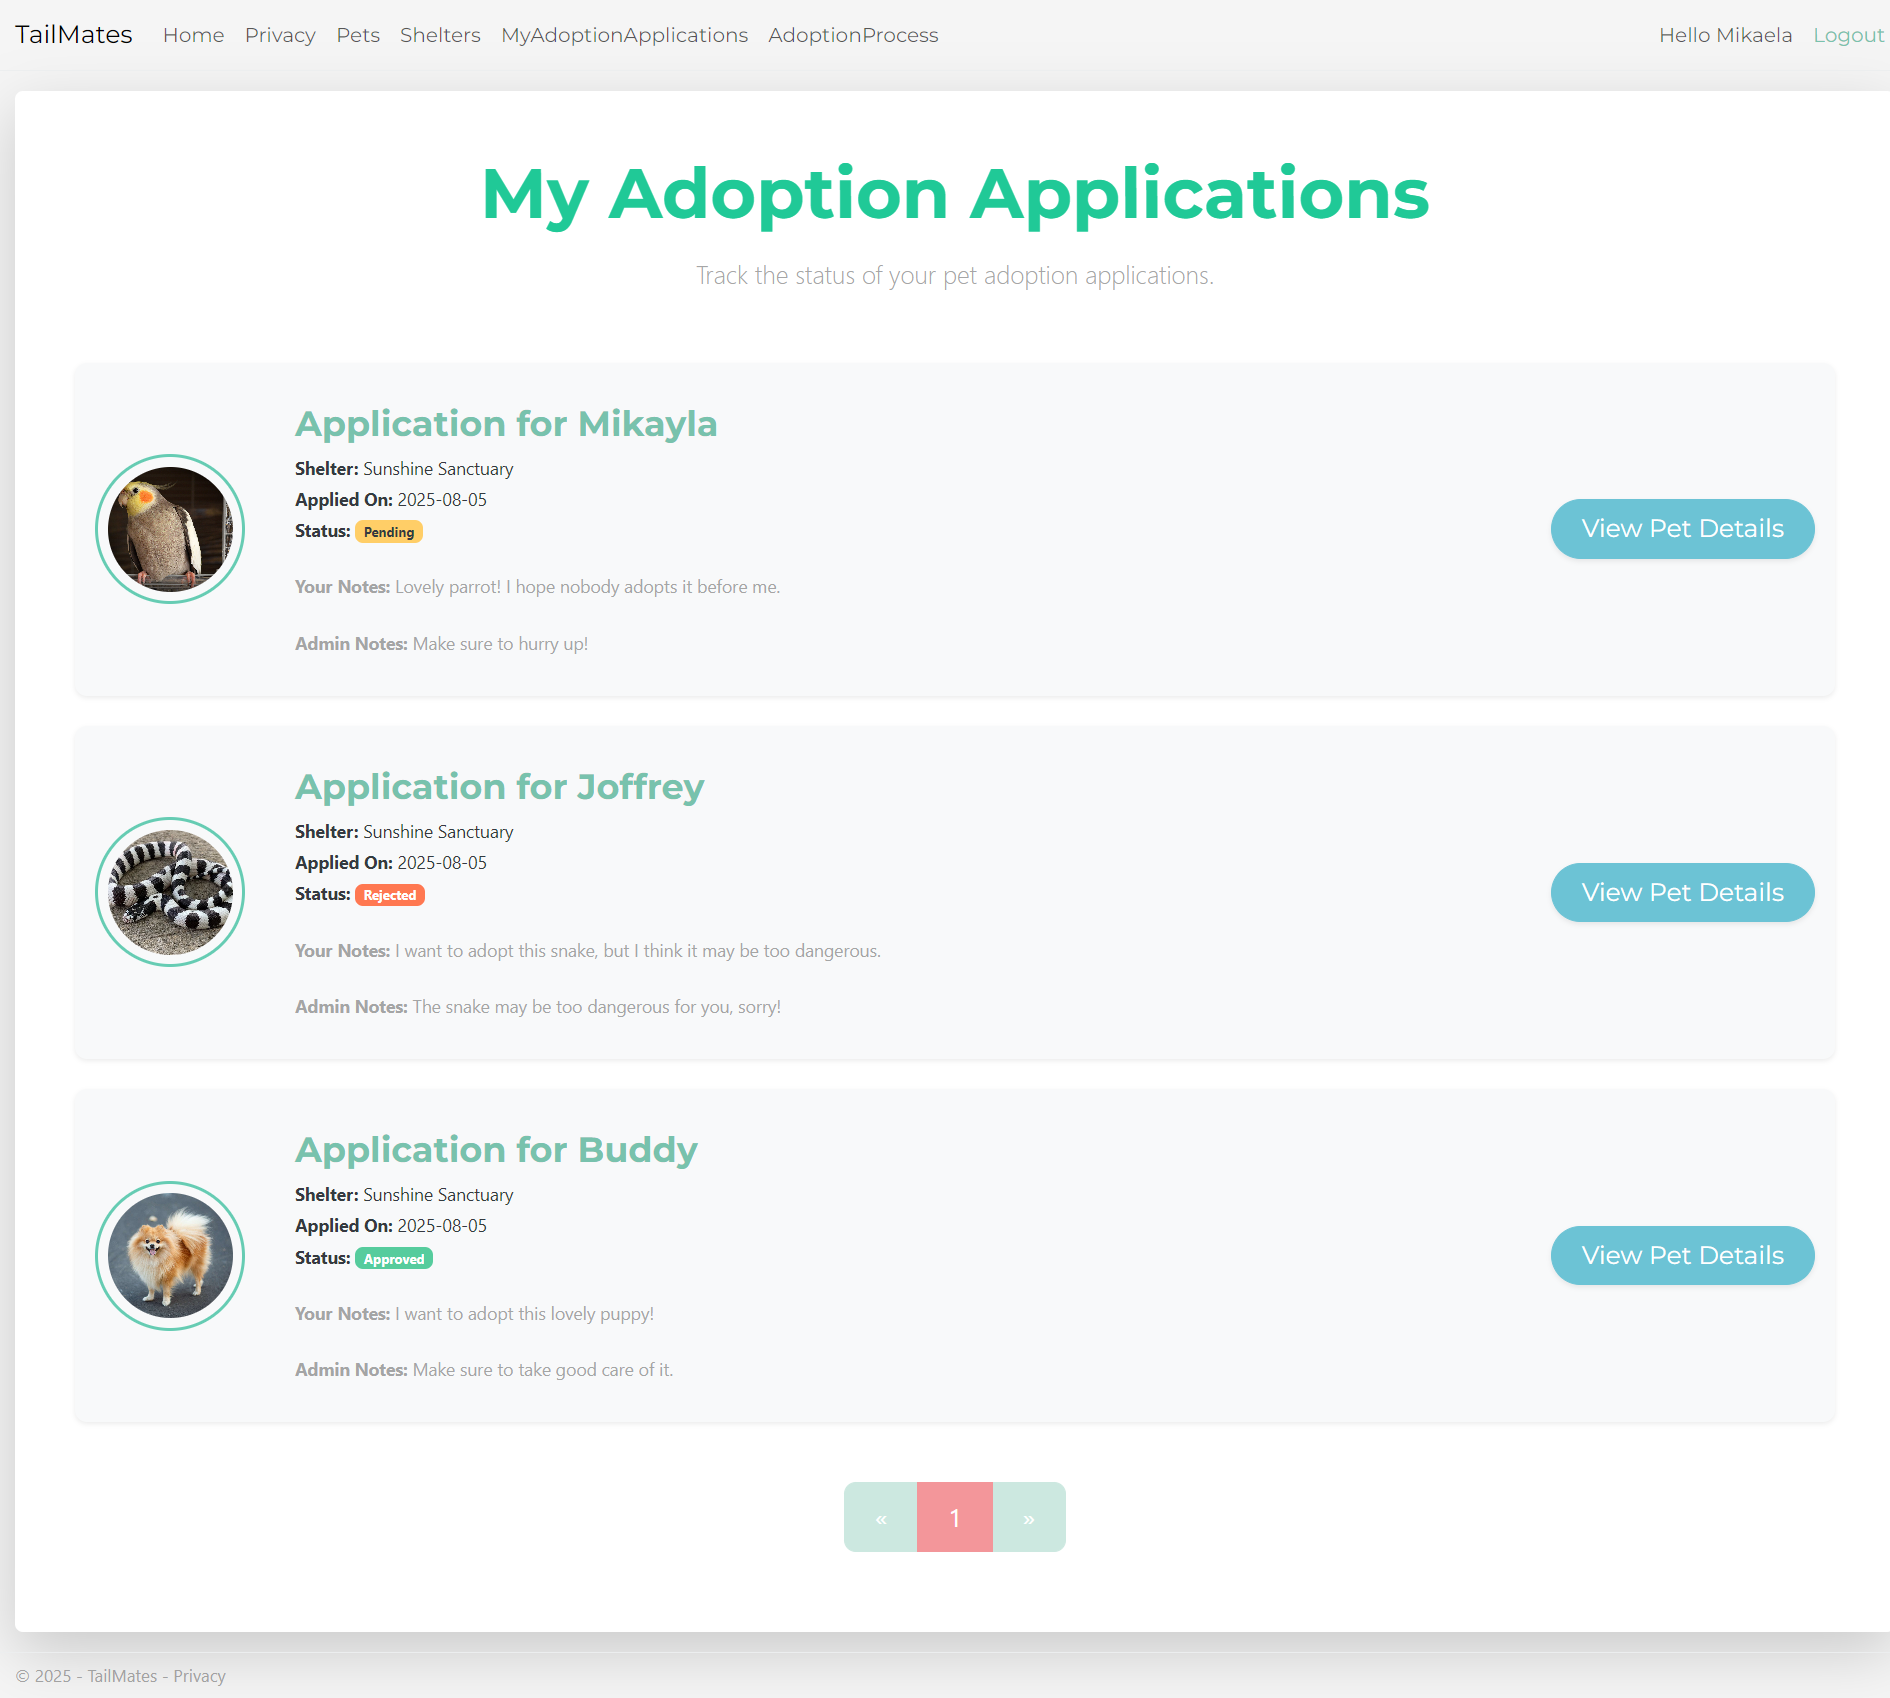 TailMates Home Privacy Pets Shelters MyAdoptionApplications AdoptionProcess Hello Mikaela Logout
My Adoption Applications
Track the status of your pet adoption applications.
Application for Mikayla
Shelter: Sunshine Sanctuary
Applied On: 2025-08-05
Status: Pending
View Pet Details
Your Notes: Lovely parrot! I hope nobody adopts it before me.
Admin Notes: Make sure to hurry up!
Application for Joffrey
Shelter: Sunshine Sanctuary
Applied On: 2025-08-05
Status: Rejected
View Pet Details
Your Notes: I want to adopt this snake, but I think it may be too dangerous.
Admin Notes: The snake may be too dangerous for you, sorry!
Application for Buddy
Shelter: Sunshine Sanctuary
Applied On: 2025-08-05
Status: Approved
View Pet Details
Your Notes: I want to adopt this lovely puppy!
Admin Notes: Make sure to take good care of it.
« 1 »
© 2025 - TailMates - Privacy